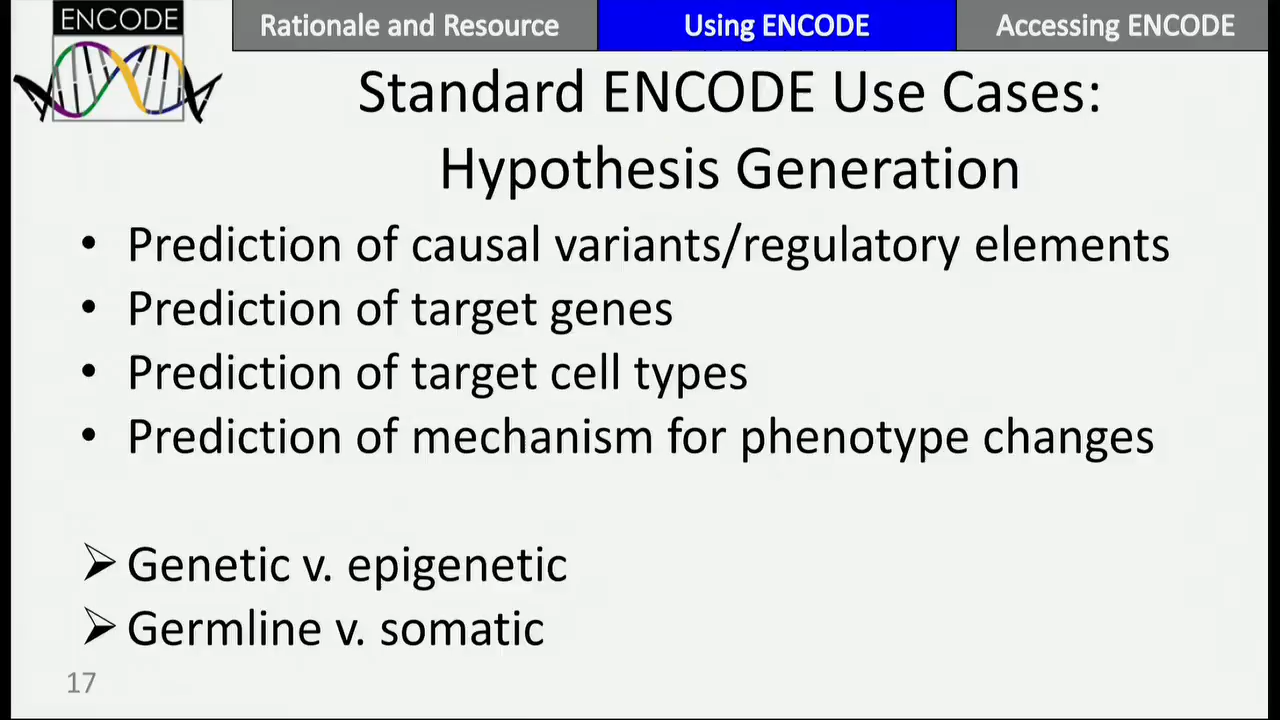 ENCODE
Rationale and Resource
Using ENCODE
Accessing ENCODE
Standard ENCODE Use Cases:
Hypothesis Generation
• Prediction of causal variants/regulatory elements
• Prediction of target genes
• Prediction of target cell types
• Prediction of mechanism for phenotype changes
➢ Genetic v. epigenetic
➢ Germline v. somatic
17